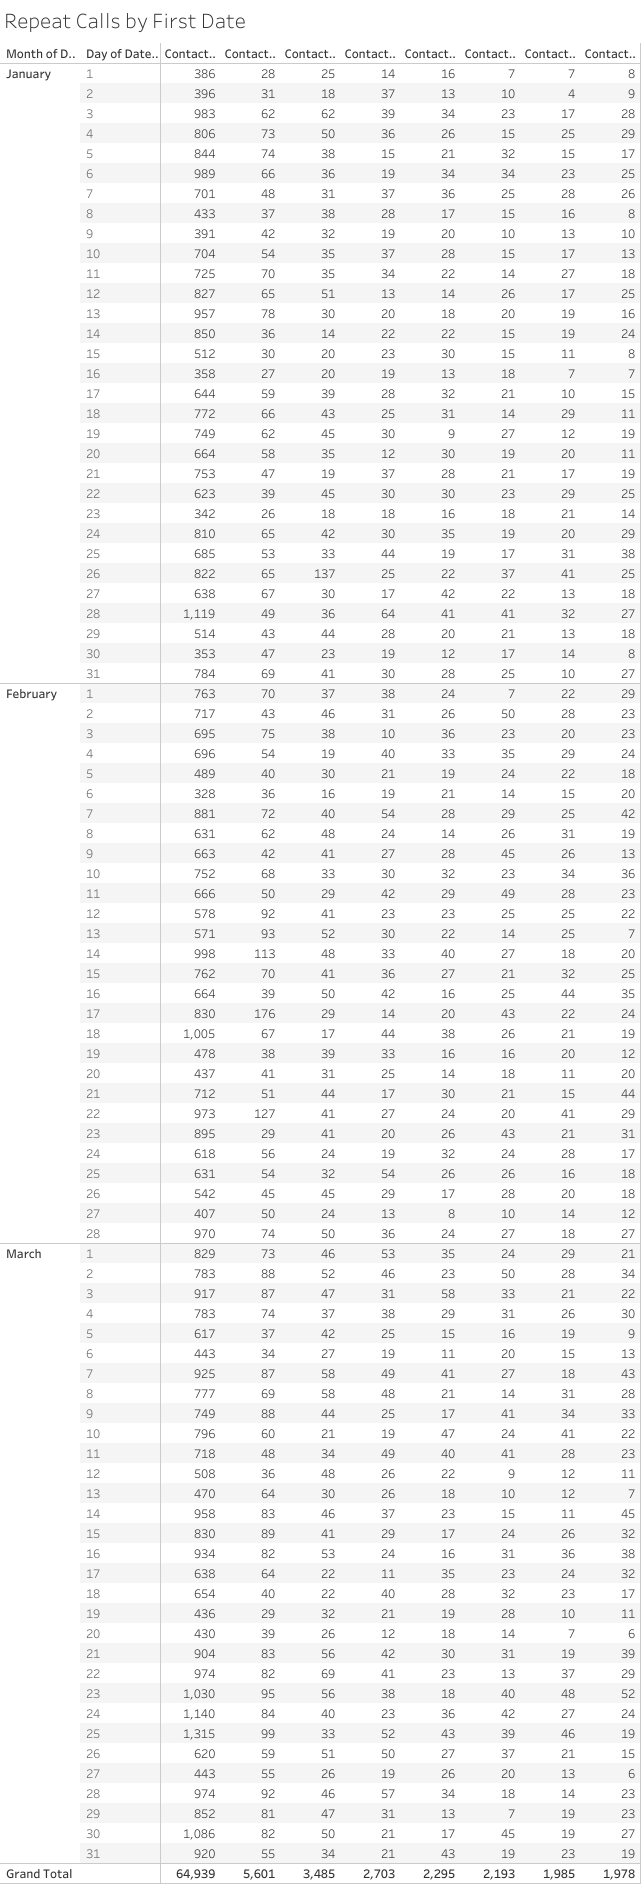 Repeat Calls by First Date
Month of D.. Day of Date.. Contact.. Contact.. Contact.. Contact.. Contact.. Contact.. Contact.. Contact..
January 1 386 28 25 14 16 7 7 8
2 396 31 18 37 13 10 4 9
3 983 62 62 39 34 23 17 28
4 806 73 50 36 26 15 25 29
5 844 74 38 15 21 32 15 17
6 989 66 36 19 34 34 23 25
7 701 48 31 37 36 25 28 26
8 433 37 38 28 17 15 16 8
9 391 42 32 19 20 10 13 10
10 704 54 35 37 28 15 17 13
11 725 70 35 34 22 14 27 18
12 827 65 51 13 14 26 17 25
13 957 78 30 20 18 20 19 16
14 850 36 14 22 22 15 19 24
15 512 30 20 23 30 15 11 8
16 358 27 20 19 13 18 7 7
17 644 59 39 28 32 21 10 15
18 772 66 43 25 31 14 29 11
19 749 62 45 30 9 27 12 19
20 664 58 35 12 30 19 20 11
21 753 47 19 37 28 21 17 19
22 623 39 45 30 30 23 29 25
23 342 26 18 18 16 18 21 14
24 810 65 42 30 35 19 20 29
25 685 53 33 44 19 17 31 38
26 822 65 137 25 22 37 41 25
27 638 67 30 17 42 22 13 18
28 1,119 49 36 64 41 41 32 27
29 514 43 44 28 20 21 13 18
30 353 47 23 19 12 17 14 8
31 784 69 41 30 28 25 10 27
February 1 763 70 37 38 24 7 22 29
2 717 43 46 31 26 50 28 23
3 695 75 38 10 36 23 20 23
4 696 54 19 40 33 35 29 24
5 489 40 30 21 19 24 22 18
6 328 36 16 19 21 14 15 20
7 881 72 40 54 28 29 25 42
8 631 62 48 24 14 26 31 19
9 663 42 41 27 28 45 26 13
10 752 68 33 30 32 23 34 36
11 666 50 29 42 29 49 28 23
12 578 92 41 23 23 25 25 22
13 571 93 52 30 22 14 25 7
14 998 113 48 33 40 27 18 20
15 762 70 41 36 27 21 32 25
16 664 39 50 42 16 25 44 35
17 830 176 29 14 20 43 22 24
18 1,005 67 17 44 38 26 21 19
19 478 38 39 33 16 16 20 12
20 437 41 31 25 14 18 11 20
21 712 51 44 17 30 21 15 44
22 973 127 41 27 24 20 41 29
23 895 29 41 20 26 43 21 31
24 618 56 24 19 32 24 28 17
25 631 54 32 54 26 26 16 18
26 542 45 45 29 17 28 20 18
27 407 50 24 13 8 10 14 12
28 970 74 50 36 24 27 18 27
March 1 829 73 46 53 35 24 29 21
2 783 88 52 46 23 50 28 34
3 917 87 47 31 58 33 21 22
4 783 74 37 38 29 31 26 30
5 617 37 42 25 15 16 19 9
6 443 34 27 19 11 20 15 13
7 925 87 58 49 41 27 18 43
8 777 69 58 48 21 14 31 28
9 749 88 44 25 17 41 34 33
10 796 60 21 19 47 24 41 22
11 718 48 34 49 40 41 28 23
12 508 36 48 26 22 9 12 11
13 470 64 30 26 18 10 12 7
14 958 83 46 37 23 15 11 45
15 830 89 41 29 17 24 26 32
16 934 82 53 24 16 31 36 38
17 638 64 22 11 35 23 24 32
18 654 40 22 40 28 32 23 17
19 436 29 32 21 19 28 10 11
20 430 39 26 12 18 14 7 6
21 904 83 56 42 30 31 19 39
22 974 82 69 41 23 13 37 29
23 1,030 95 56 38 18 40 48 52
24 1,140 84 40 23 36 42 27 24
25 1,315 99 33 52 43 39 46 19
26 620 59 51 50 27 37 21 15
27 443 55 26 19 26 20 13 6
28 974 92 46 57 34 18 14 23
29 852 81 47 31 13 7 19 23
30 1,086 82 50 21 17 45 19 27
31 920 55 34 21 43 19 23 19
Grand Total 64,939 5,601 3,485 2,703 2,295 2,193 1,985 1,978